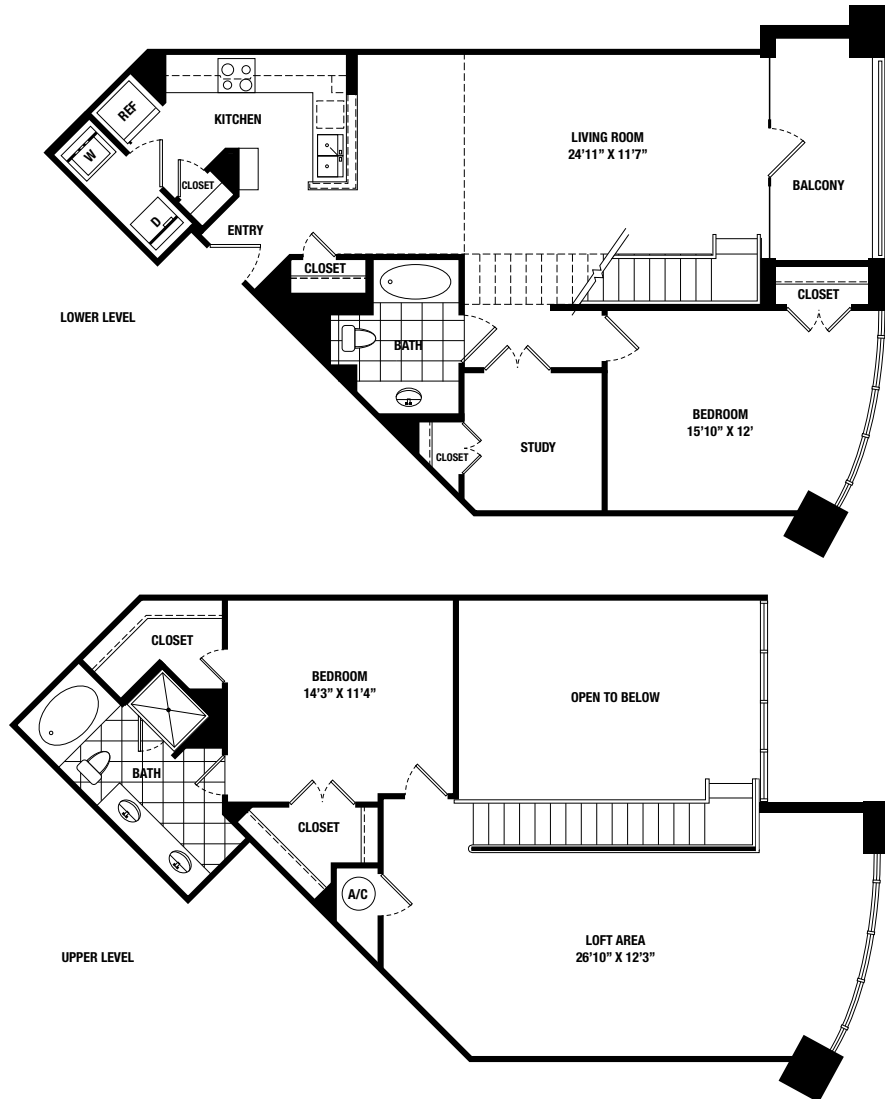 REF
KITCHEN
W
LIVING ROOM
24'11" X 11'7"
CLOSET
BALCONY
D
ENTRY
CLOSET
CLOSET
LOWER LEVEL
BATH
BEDROOM
15'10" X 12'
STUDY
CLOSET
CLOSET
BEDROOM
14'3" X 11'4"
OPEN TO BELOW
BATH
CLOSET
A/C
LOFT AREA
26'10" X 12'3"
UPPER LEVEL